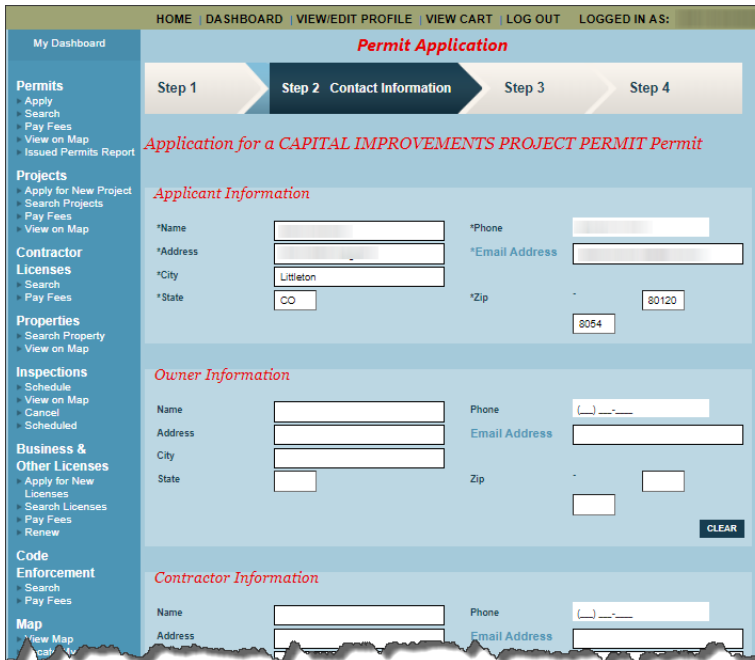 HOME | DASHBOARD | VIEW/EDIT PROFILE | VIEW CART | LOG OUT LOGGED IN AS:
My Dashboard
Permits
Apply
Search
Pay Fees
View on Map
Issued Permits Report
Projects
Apply for New Project
Search Projects
Pay Fees
View on Map
Contractor
Licenses
Search
Pay Fees
Properties
Search Property
View on Map
Inspections
Schedule
View on Map
Cancel
Scheduled
Business &
Other Licenses
Apply for New
Licenses
Search Licenses
Pay Fees
Renew
Code
Enforcement
Search
Pay Fees
Map
View Map
Permit Application
Step 1 Step 2 Contact Information Step 3 Step 4
Application for a CAPITAL IMPROVEMENTS PROJECT PERMIT Permit
Applicant Information
*Name *Phone
*Address *Email Address
*City Littleton
*State CO *Zip - 80120
8054
Owner Information
Name Phone (__) __-___
Address Email Address
City
State Zip -
CLEAR
Contractor Information
Name Phone (__) __-___
Address Email Address